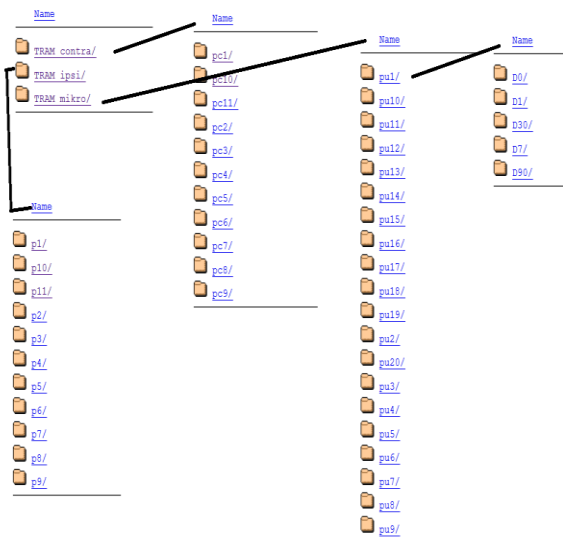 Name
TRAM contra/
TRAM ipsi/
TRAM mikro/
Name
p1/
p10/
p11/
p2/
p3/
p4/
p5/
p6/
p7/
p8/
p9/
Name
pc1/
pc10/
pc11/
pc2/
pc3/
pc4/
pc5/
pc6/
pc7/
pc8/
pc9/
Name
pu1/
pu10/
pu11/
pu12/
pu13/
pu14/
pu15/
pu16/
pu17/
pu18/
pu19/
pu2/
pu20/
pu3/
pu4/
pu5/
pu6/
pu7/
pu8/
pu9/
Name
D0/
D1/
D30/
D7/
D90/